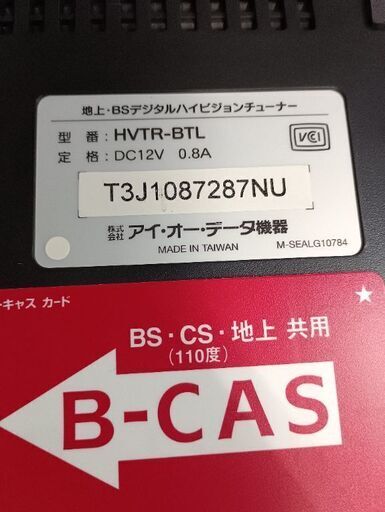 地上・BSデジタルハイビジョンチューナー
型 番：HVTR-BTL
定 格：DC12V 0.8A
VCI
T3J1087287NU
株式会社 アイ・オー・データ機器
MADE IN TAIWAN
M-SEALG10784
ーキャス カード
BS・CS・地上 共用
(110度)
B-CAS